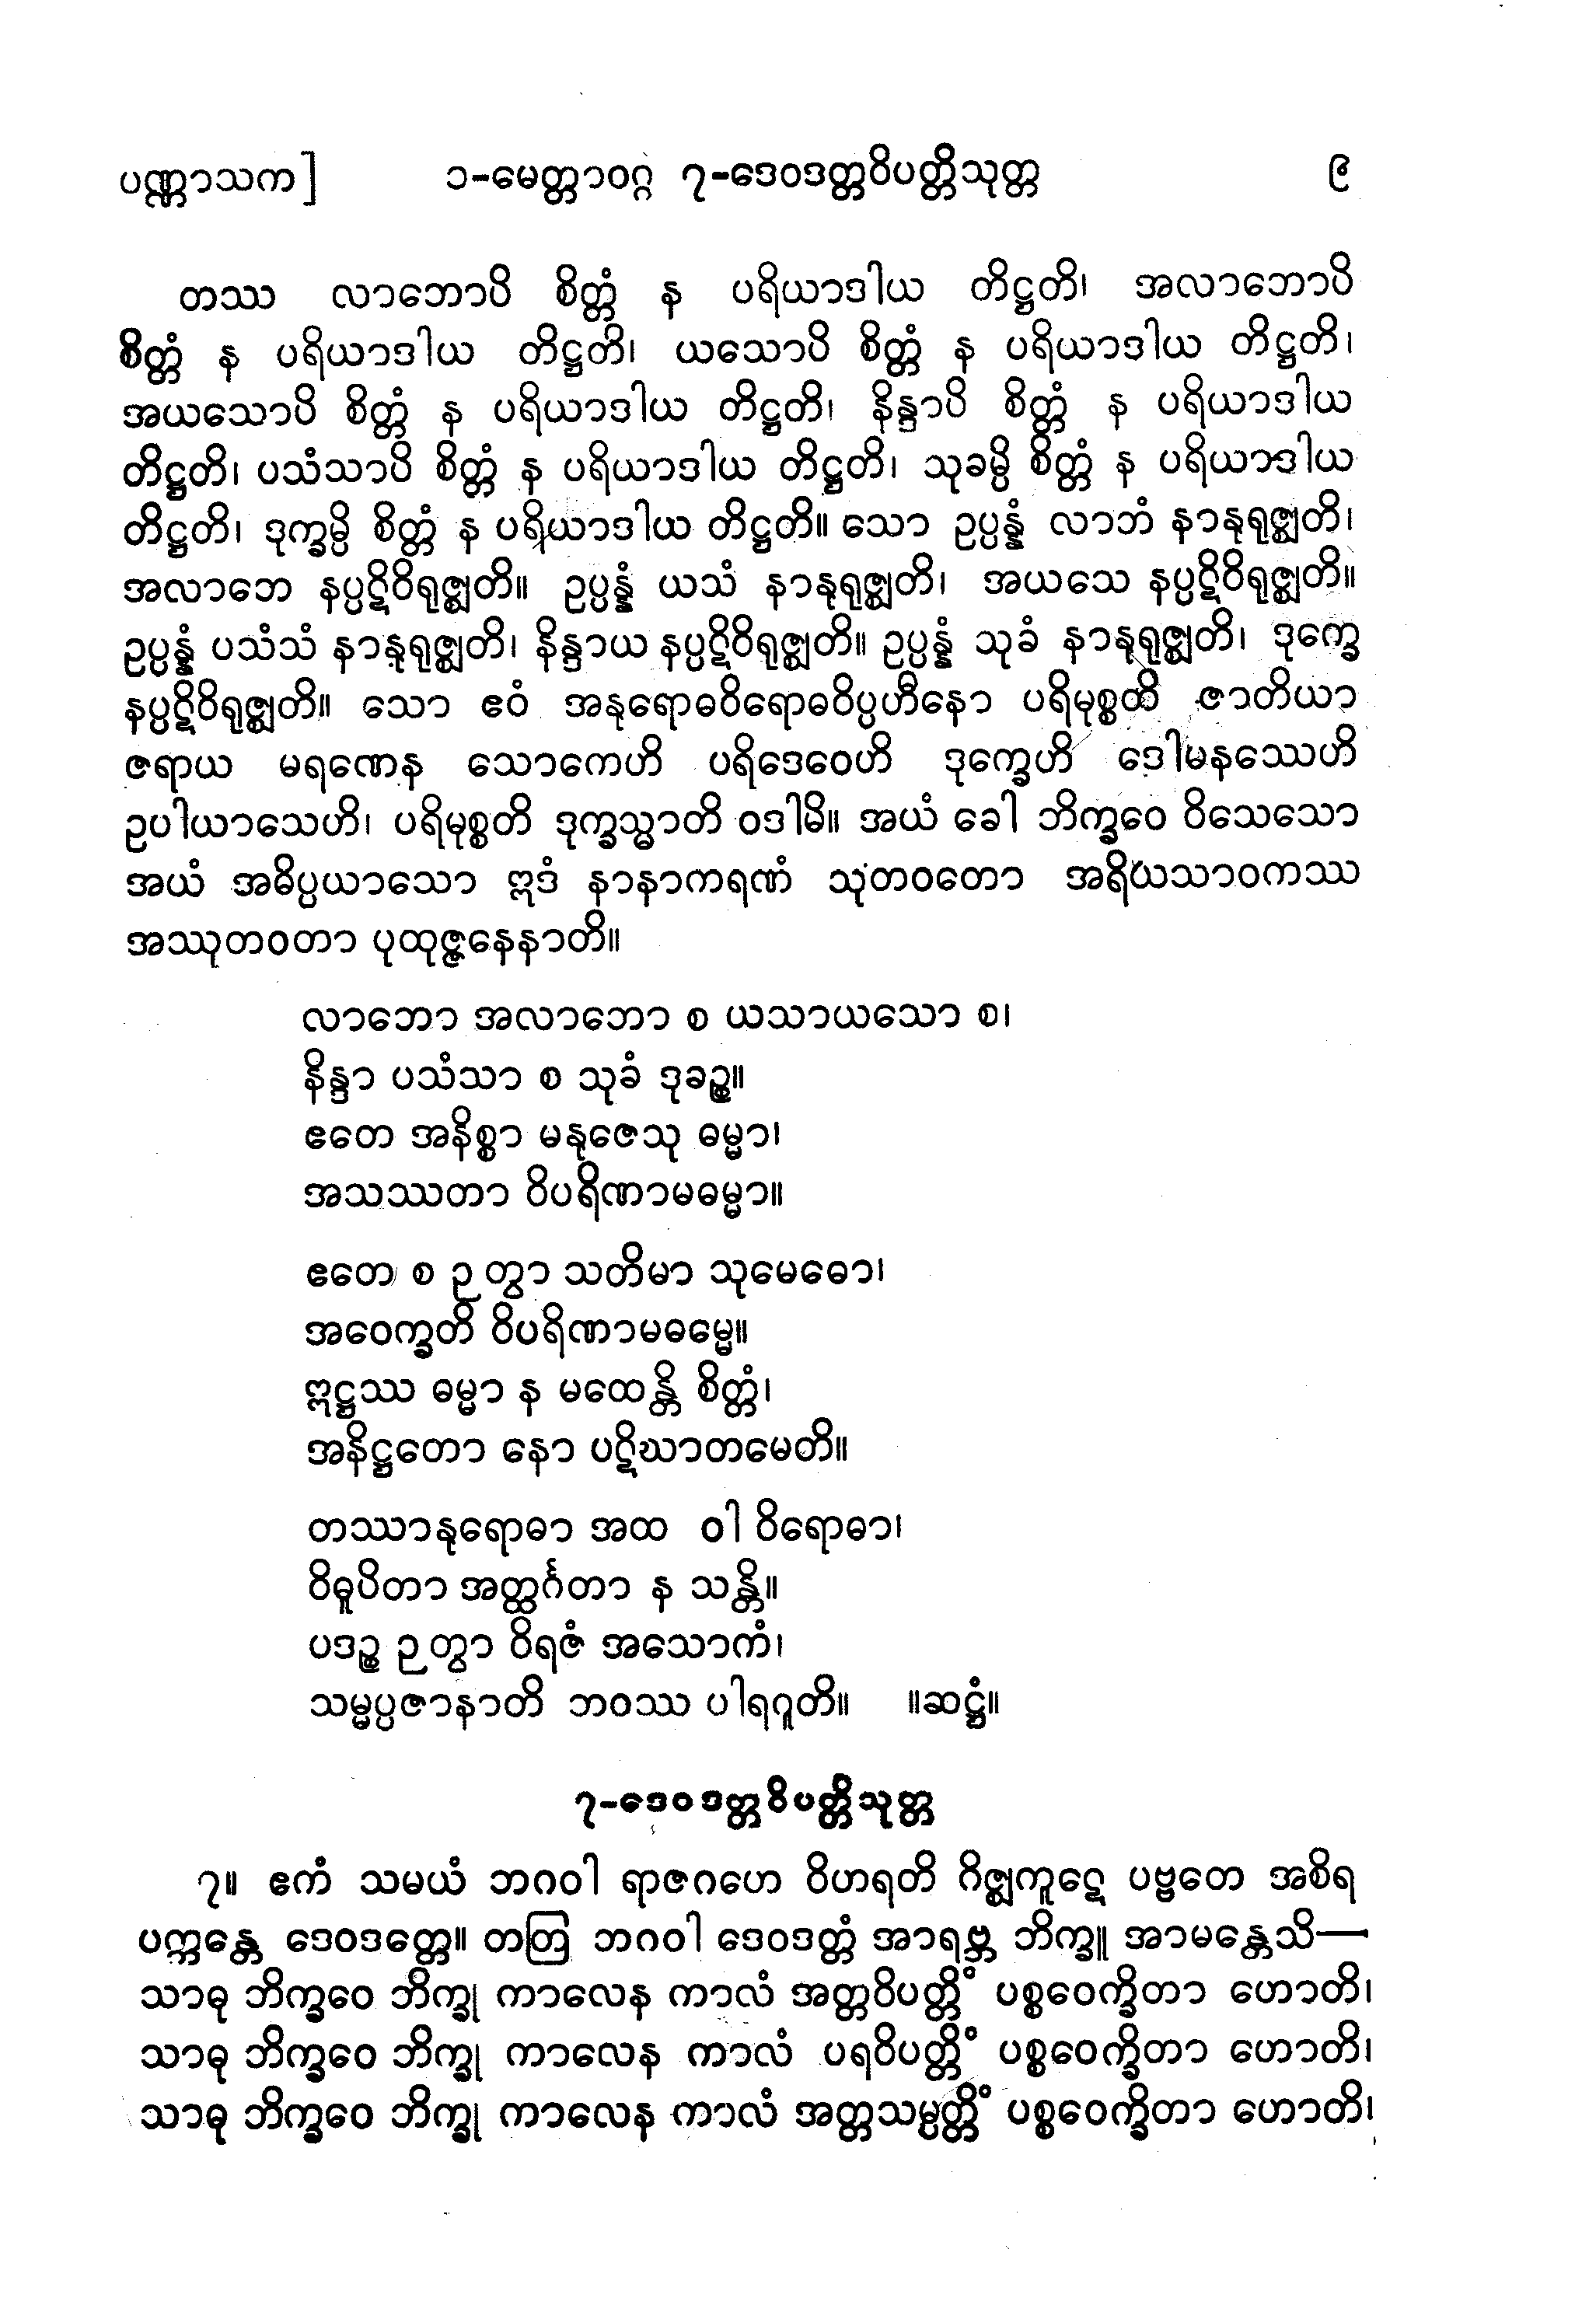 ပဏ္ဏာသက] ၁-မေတ္တာဝဂ္ဂ ၇-ဒေဝဒတ္တဝိပတ္တိသုတ္တ ၉
တဿ လာဘောပိ စိတ္တံ န ပရိယာဒါယ တိဋ္ဌတိ၊ အလာဘောပိ
စိတ္တံ န ပရိယာဒါယ တိဋ္ဌတိ၊ ယသောပိ စိတ္တံ န ပရိယာဒါယ တိဋ္ဌတိ၊
အယသောပိ စိတ္တံ န ပရိယာဒါယ တိဋ္ဌတိ၊ နိန္ဒာပိ စိတ္တံ န ပရိယာဒါယ
တိဋ္ဌတိ၊ ပသံသာပိ စိတ္တံ န ပရိယာဒါယ တိဋ္ဌတိ၊ သုခမ္ပိ စိတ္တံ န ပရိယာဒါယ
တိဋ္ဌတိ၊ ဒုက္ခမ္ပိ စိတ္တံ န ပရိယာဒါယ တိဋ္ဌတိ။ သော ဥပ္ပန္နံ လာဘံ နာနုရုဇ္ဈတိ၊
အလာဘေ နပ္ပဋိဝိရုဇ္ဈတိ။ ဥပ္ပန္နံ ယသံ နာနုရုဇ္ဈတိ၊ အယသေ နပ္ပဋိဝိရုဇ္ဈတိ။
ဥပ္ပန္နံ ပသံသံ နာနုရုဇ္ဈတိ၊ နိန္ဒာယ နပ္ပဋိဝိရုဇ္ဈတိ။ ဥပ္ပန္နံ သုခံ နာနုရုဇ္ဈတိ၊ ဒုက္ခေ
နပ္ပဋိဝိရုဇ္ဈတိ။ သော ဧဝံ အနုရောဓဝိရောဓဝိပ္ပဟီနော ပရိမုစ္စတိ ဇာတိယာ
ဇရာယ မရဏေန သောကေဟိ ပရိဒေဝေဟိ ဒုက္ခေဟိ ဒေါမနဿေဟိ
ဥပါယာသေဟိ၊ ပရိမုစ္စတိ ဒုက္ခသ္မာတိ ဝဒါမိ။ အယံ ခေါ ဘိက္ခဝေ ဝိသေသော
အယံ အဓိပ္ပယာသော ဣဒံ နာနာကရဏံ သုတဝတော အရိယသာဝကဿ
အဿုတဝတာ ပုထုဇ္ဇနေနာတိ။
လာဘော အလာဘော စ ယသာယသော စ၊
နိန္ဒာ ပသံသာ စ သုခံ ဒုခဉ္စ။
ဧတေ အနိစ္စာ မနုဇေသု ဓမ္မာ၊
အသဿတာ ဝိပရိဏာမဓမ္မာ။
ဧတေ စ ဉတွာ သတိမာ သုမေဓော၊
အဝေက္ခတိ ဝိပရိဏာမဓမ္မေ။
ဣဋ္ဌဿ ဓမ္မာ န မထေန္တိ စိတ္တံ၊
အနိဋ္ဌတော နော ပဋိဃာတမေတိ။
တဿာနုရောဓာ အထ ဝါ ဝိရောဓာ၊
ဝိဓူပိတာ အတ္ထင်္ဂတာ န သန္တိ။
ပဒဉ္စ ဉတွာ ဝိရဇံ အသောကံ၊
သမ္မပ္ပဇာနာတိ ဘဝဿ ပါရဂူတိ။ ။ဆဋ္ဌံ။
၇-ဒေဝဒတ္တဝိပတ္တိသုတ္တ
၇။ ဧကံ သမယံ ဘဂဝါ ရာဇဂဟေ ဝိဟရတိ ဂိဇ္ဈကူဋေ ပဗ္ဗတေ အစိရ
ပက္ကန္တေ ဒေဝဒတ္တေ။ တတြ ဘဂဝါ ဒေဝဒတ္တံ အာရဗ္ဘ ဘိက္ခူ အာမန္တေသိ—
သာဓု ဘိက္ခဝေ ဘိက္ခု ကာလေန ကာလံ အတ္တဝိပတ္တိံ ပစ္စဝေက္ခိတာ ဟောတိ၊
သာဓု ဘိက္ခဝေ ဘိက္ခု ကာလေန ကာလံ ပရဝိပတ္တိံ ပစ္စဝေက္ခိတာ ဟောတိ၊
သာဓု ဘိက္ခဝေ ဘိက္ခု ကာလေန ကာလံ အတ္တသမ္ပတ္တိံ ပစ္စဝေက္ခိတာ ဟောတိ၊